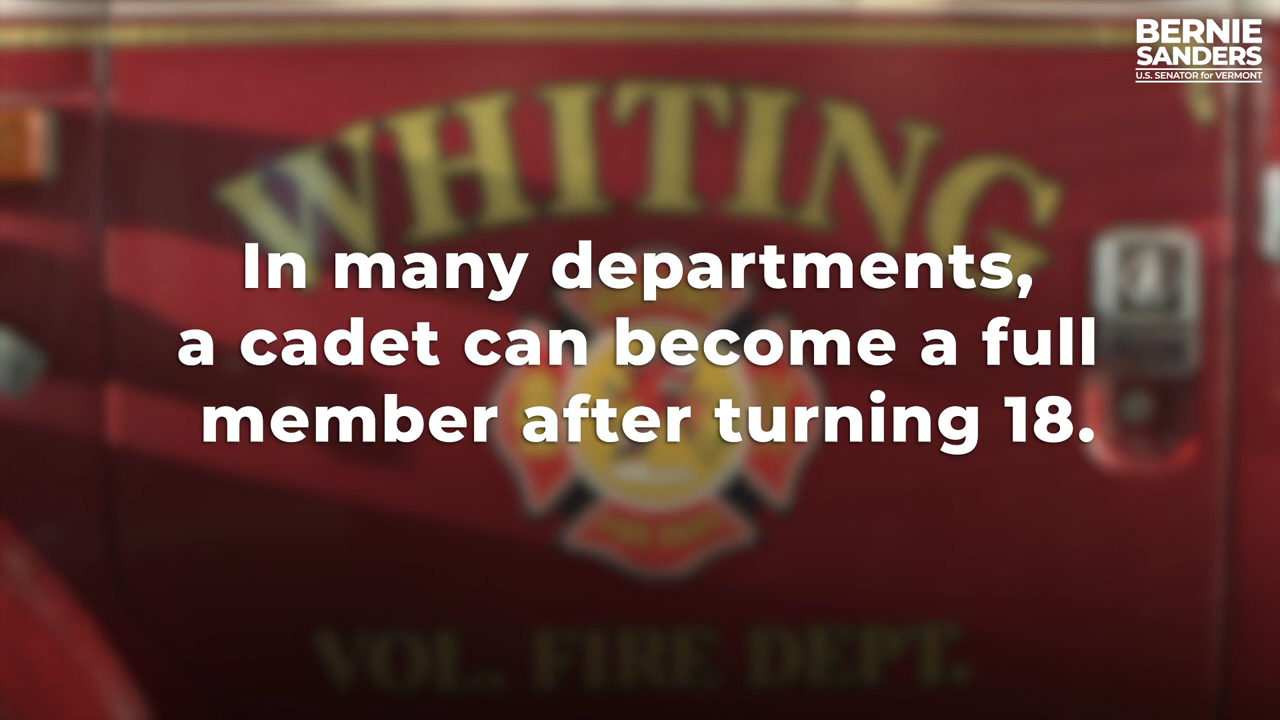 BERNIE
SANDERS
U.S. SENATOR for VERMONT
WHITING
In many departments,
a cadet can become a full
member after turning 18.
VOL. FIRE DEPT.